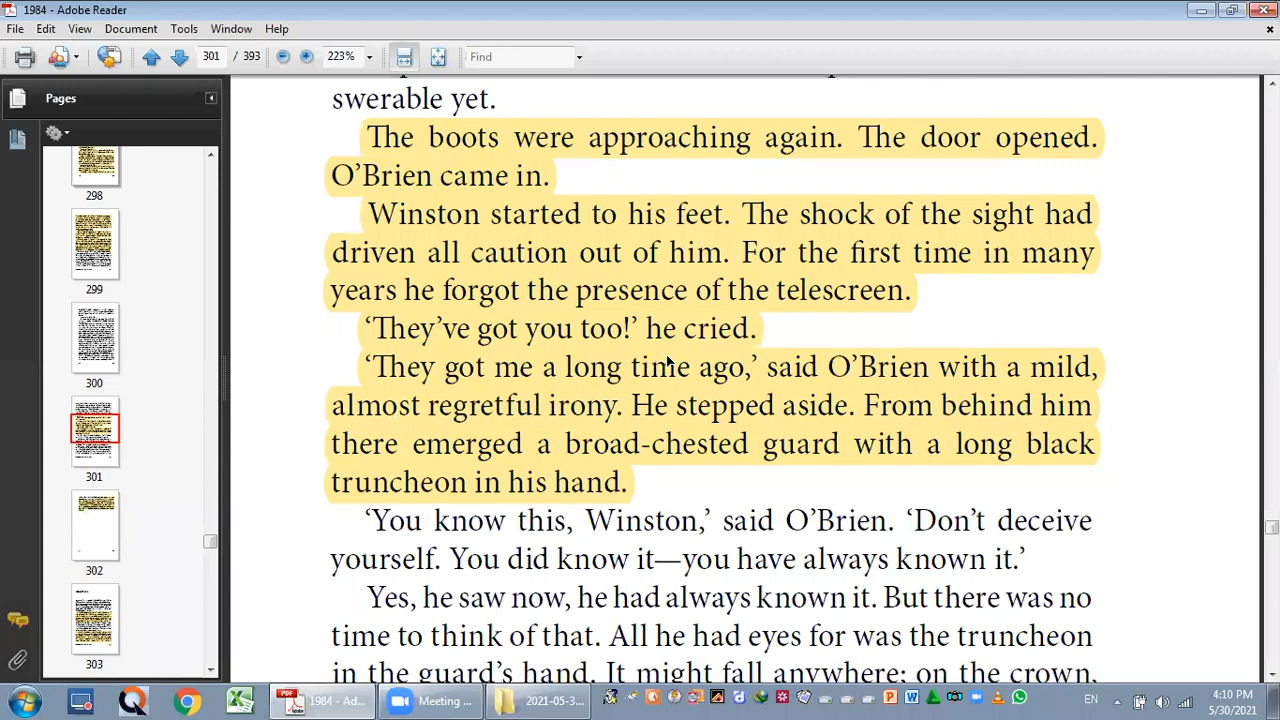 1984 - Adobe Reader
File Edit View Document Tools Window Help
301 / 393 223% Find
Pages
298
299
300
301
302
303
swerable yet.
The boots were approaching again. The door opened.
O’Brien came in.
Winston started to his feet. The shock of the sight had
driven all caution out of him. For the first time in many
years he forgot the presence of the telescreen.
‘They’ve got you too!’ he cried.
‘They got me a long time ago,’ said O’Brien with a mild,
almost regretful irony. He stepped aside. From behind him
there emerged a broad-chested guard with a long black
truncheon in his hand.
‘You know this, Winston,’ said O’Brien. ‘Don’t deceive
yourself. You did know it—you have always known it.’
Yes, he saw now, he had always known it. But there was no
time to think of that. All he had eyes for was the truncheon
in the guard’s hand. It might fall anywhere; on the crown,
1984 - Ad... Meeting ... 2021-05-3... EN 4:10 PM
5/30/2021